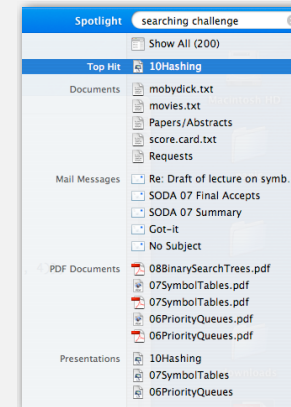 Spotlight searching challenge
Show All (200)
Top Hit 10Hashing
Documents mobydick.txt
movies.txt
Papers/Abstracts
score.card.txt
Requests
Mail Messages Re: Draft of lecture on symb.
SODA 07 Final Accepts
SODA 07 Summary
Got-it
No Subject
PDF Documents 08BinarySearchTrees.pdf
07SymbolTables.pdf
07SymbolTables.pdf
06PriorityQueues.pdf
06PriorityQueues.pdf
Presentations 10Hashing
07SymbolTables
06PriorityQueues